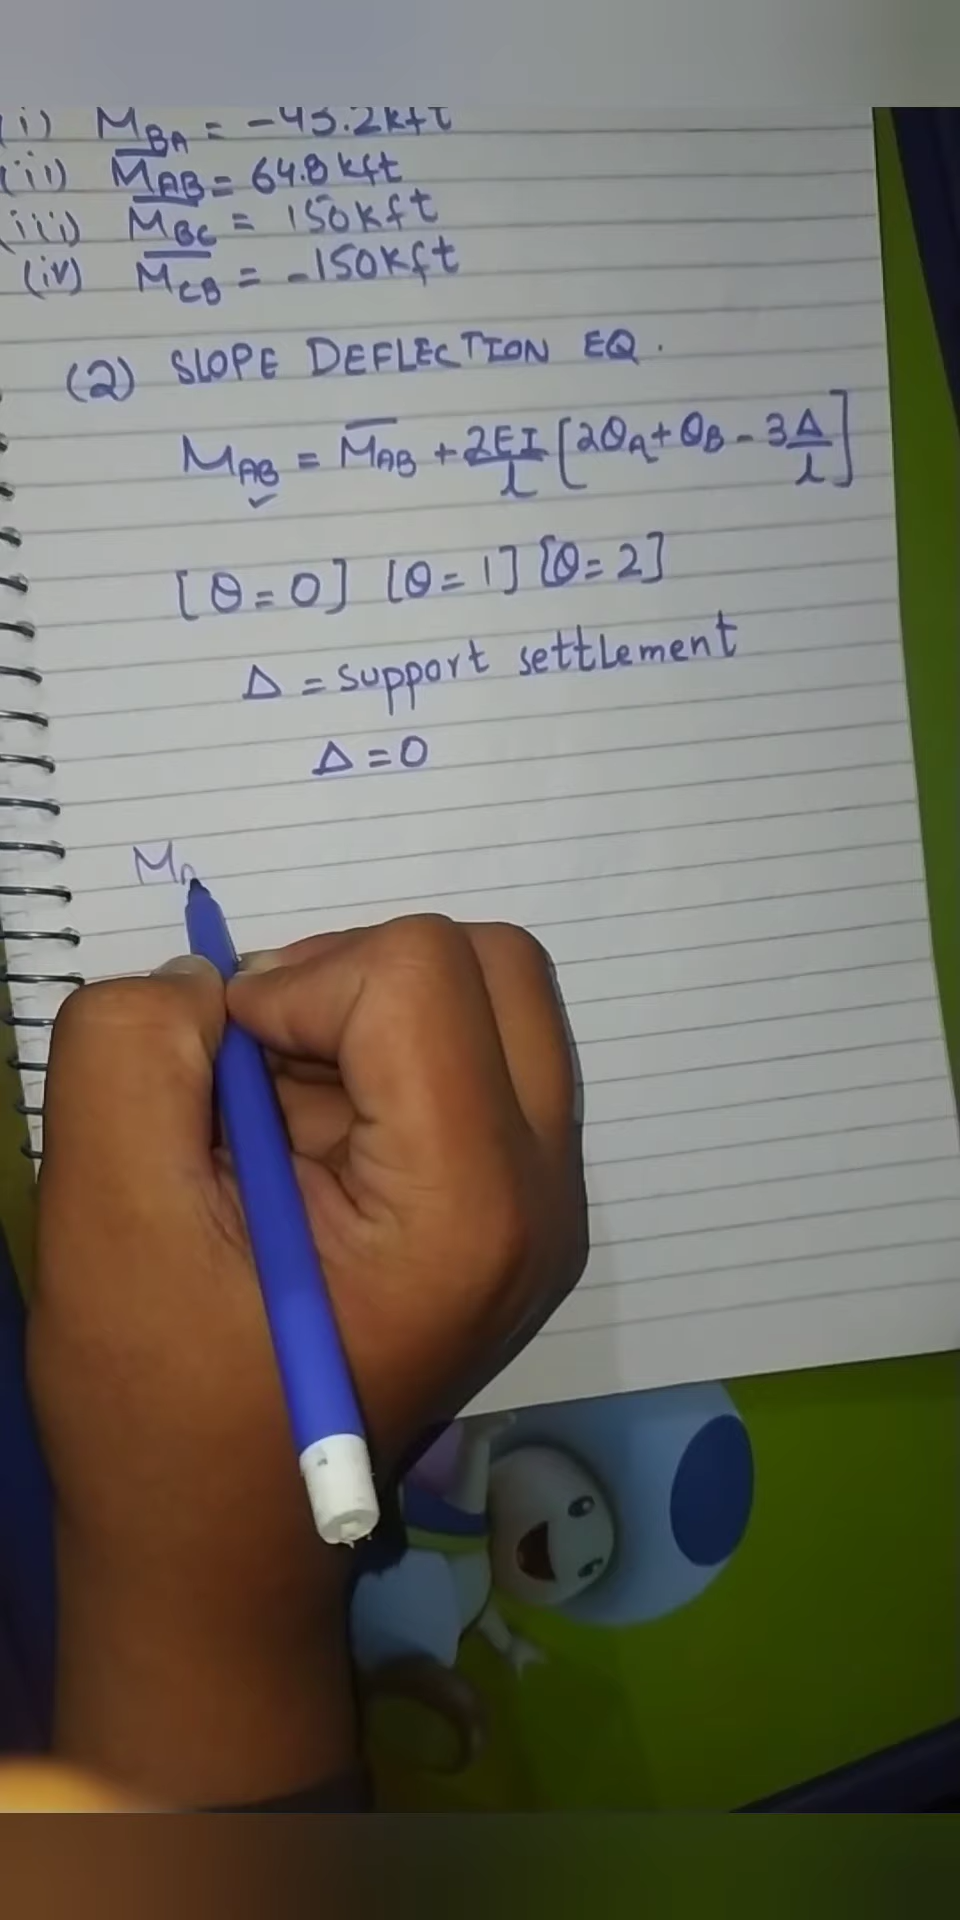 (i) M̅BA = -43.2kft
(ii) M̅AB = 64.8 kft
(iii) M̅BC = 150kft
(iv) M̅CB = -150kft
(2) SLOPE DEFLECTION EQ.
MAB = M̅AB + 2EI/l [2θA + θB - 3Δ/l]
[θ=0] [θ=1] [θ=2]
Δ = support settlement
Δ = 0
M